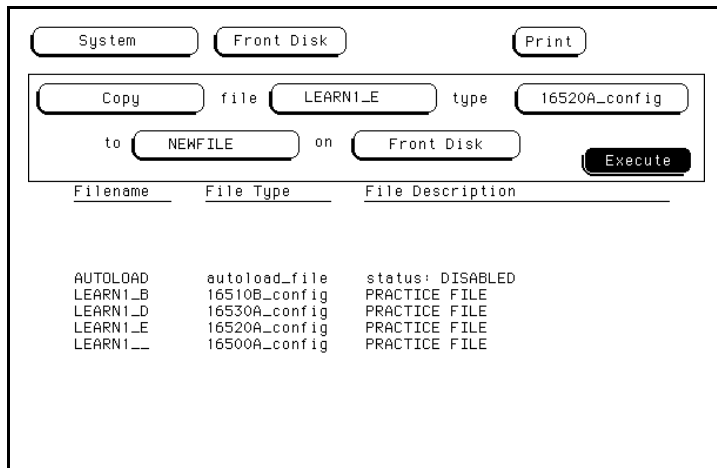 System Front Disk Print
Copy file LEARN1_E type 16520A_config
to NEWFILE on Front Disk
Execute
Filename File Type File Description
AUTOLOAD autoload_file status: DISABLED
LEARN1_B 16510B_config PRACTICE FILE
LEARN1_D 16530A_config PRACTICE FILE
LEARN1_E 16520A_config PRACTICE FILE
LEARN1__ 16500A_config PRACTICE FILE